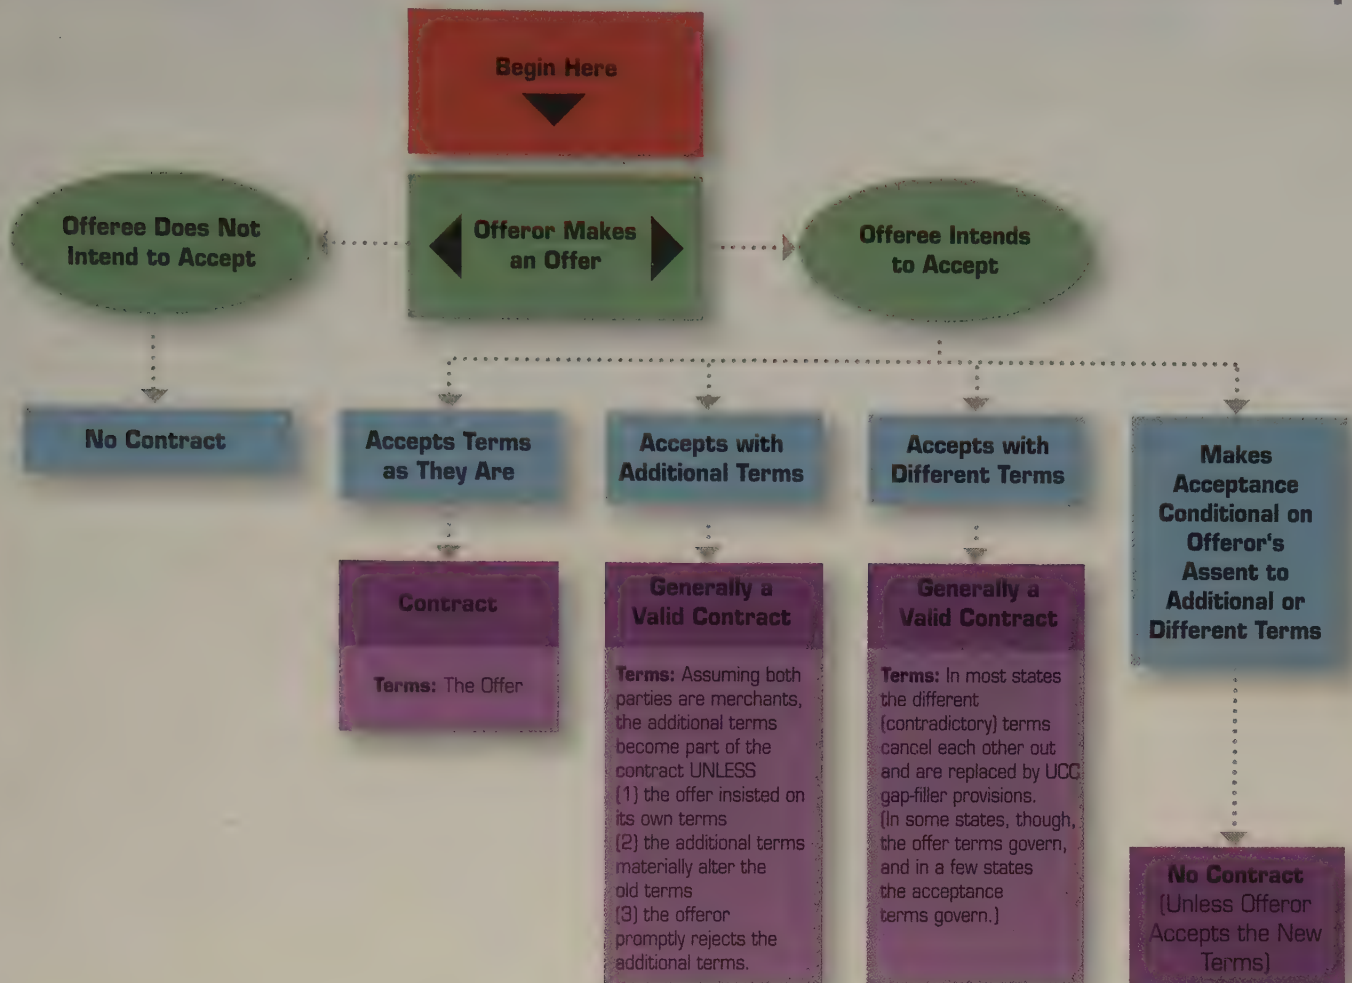 Begin Here
Offeree Does Not
Intend to Accept
Offeror Makes
an Offer
Offeree Intends
to Accept
No Contract
Accepts Terms
as They Are
Accepts with
Additional Terms
Accepts with
Different Terms
Makes
Acceptance
Conditional on
Offeror's
Assent to
Additional or
Different Terms
Contract
Terms: The Offer
Generally a
Valid Contract
Terms: Assuming both
parties are merchants,
the additional terms
become part of the
contract UNLESS
(1) the offer insisted on
its own terms
(2) the additional terms
materially alter the
old terms
(3) the offeror
promptly rejects the
additional terms.
Generally a
Valid Contract
Terms: In most states
the different
(contradictory) terms
cancel each other out
and are replaced by UCC
gap-filler provisions.
(In some states, though,
the offer terms govern,
and in a few states
the acceptance
terms govern.)
No Contract
(Unless Offeror
Accepts the New
Terms)